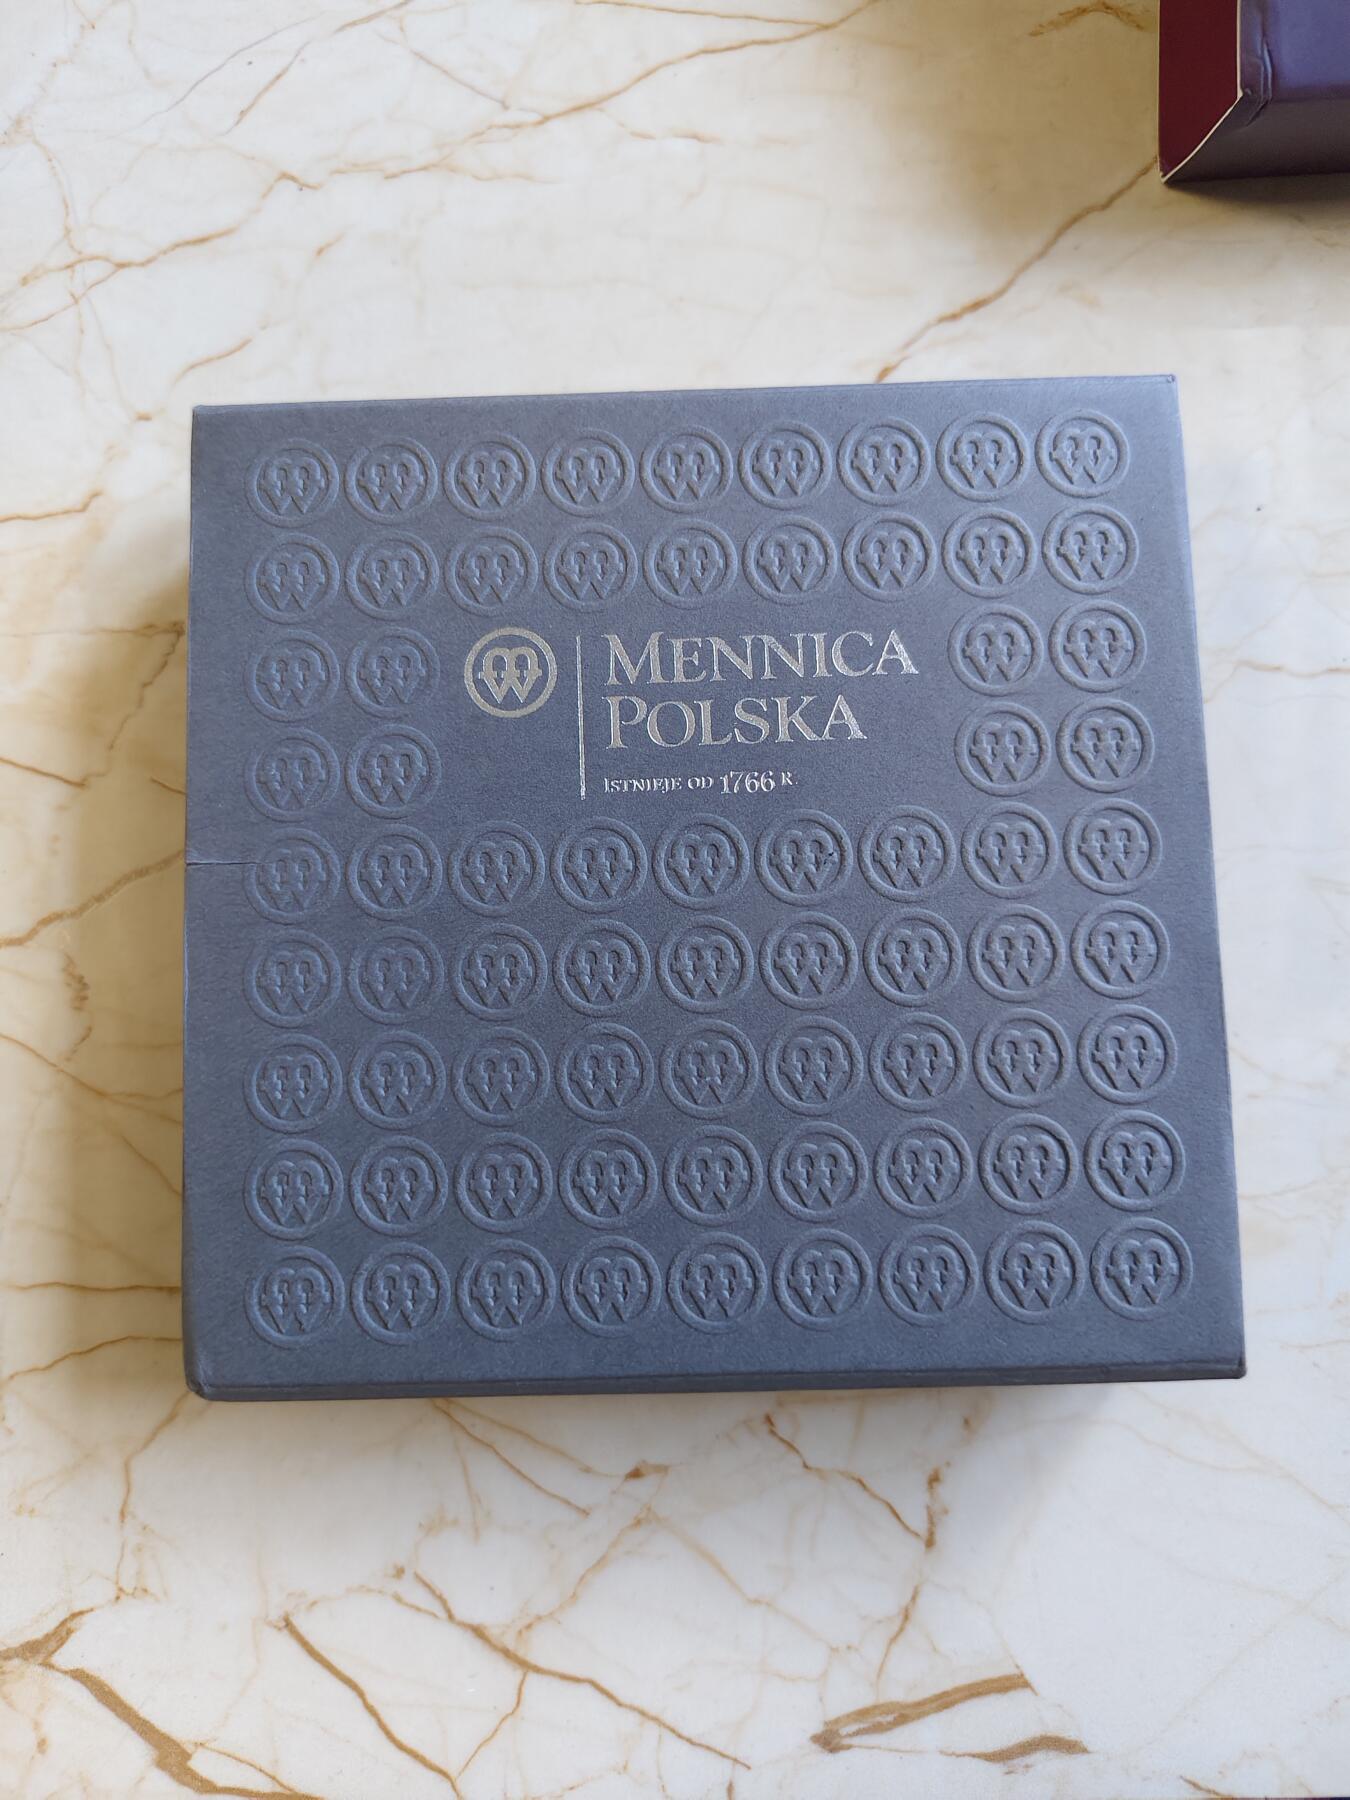 MENNICA
POLSKA
ISTNIEJE OD 1766 R.